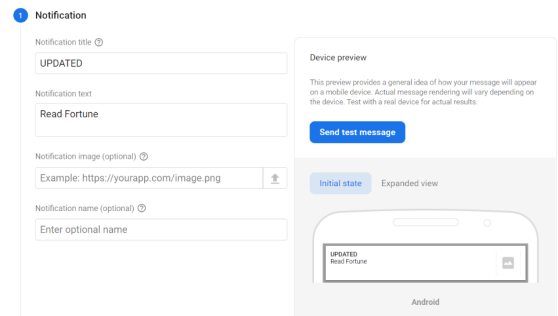 1 Notification
Notification title ?
UPDATED
Notification text
Read Fortune
Notification image (optional) ?
Example: https://yourapp.com/image.png
Notification name (optional) ?
Enter optional name
Device preview
This preview provides a general idea of how your message will appear
on a mobile device. Actual message rendering will vary depending on
the device. Test with a real device for actual results.
Send test message
Initial state Expanded view
UPDATED
Read Fortune
Android